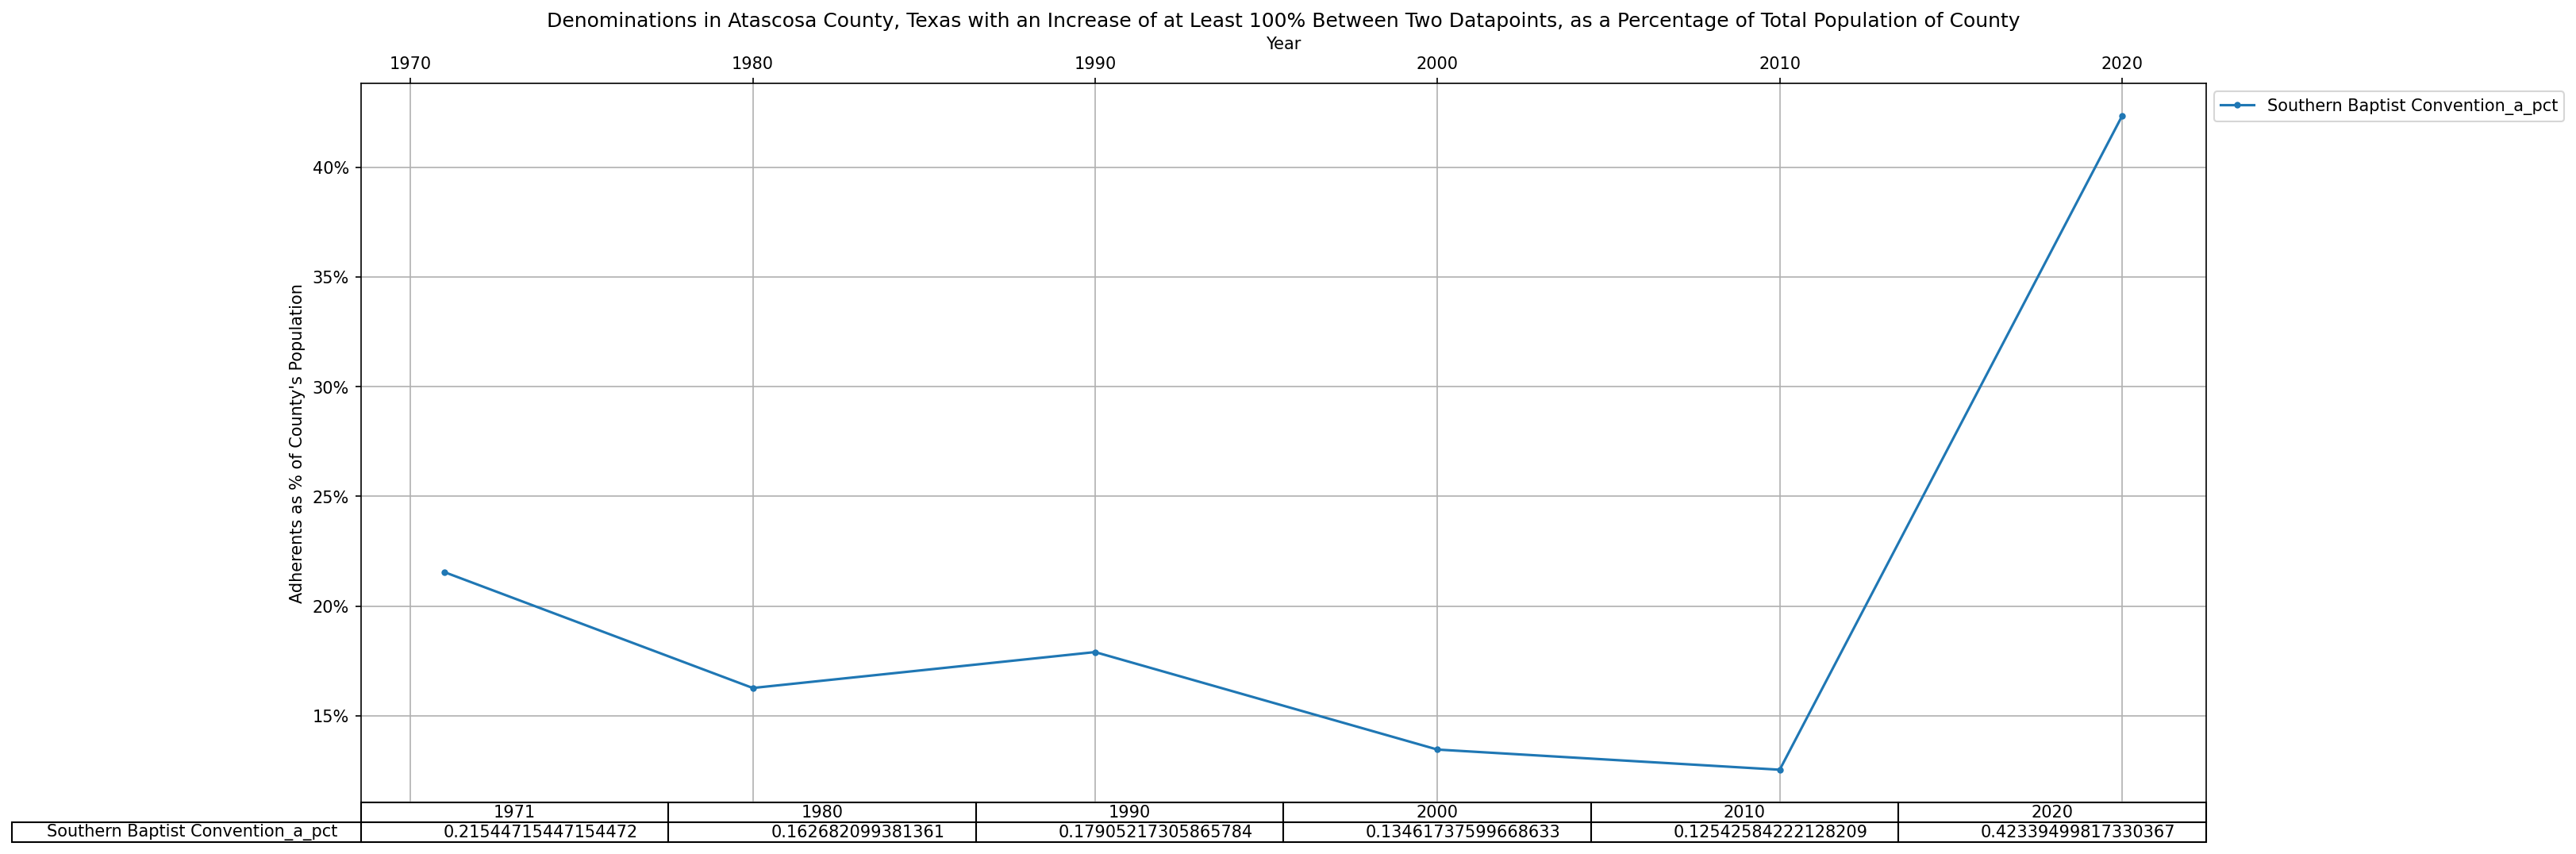 Denominations in Atascosa County, Texas with an Increase of at Least 100% Between Two Datapoints, as a Percentage of Total Population of County
Year
1970 1980 1990 2000 2010 2020
Southern Baptist Convention_a_pct
40%
35%
30%
25%
20%
15%
Adherents as % of County's Population
1971 1980 1990 2000 2010 2020
Southern Baptist Convention_a_pct 0.21544715447154472 0.162682099381361 0.17905217305865784 0.13461737599668633 0.12542584222128209 0.42339499817330367